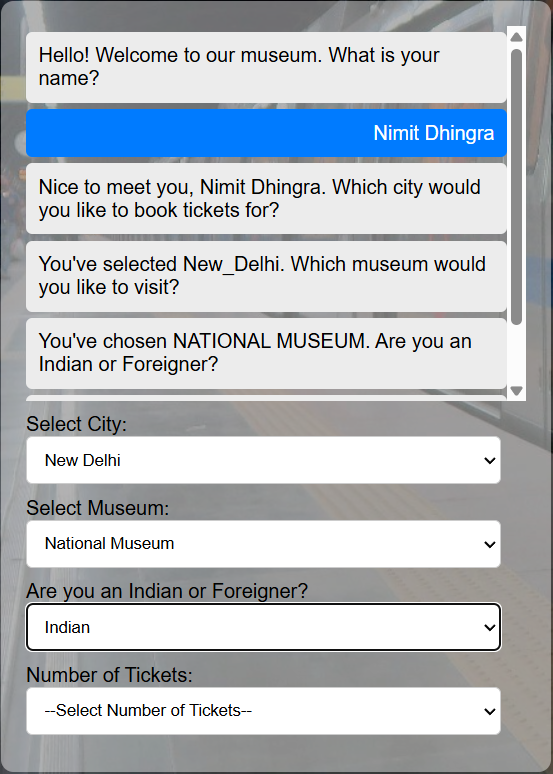 Hello! Welcome to our museum. What is your
name?
Nimit Dhingra
Nice to meet you, Nimit Dhingra. Which city would
you like to book tickets for?
You've selected New_Delhi. Which museum would
you like to visit?
You've chosen NATIONAL MUSEUM. Are you an
Indian or Foreigner?
Select City:
New Delhi
Select Museum:
National Museum
Are you an Indian or Foreigner?
Indian
Number of Tickets:
--Select Number of Tickets--